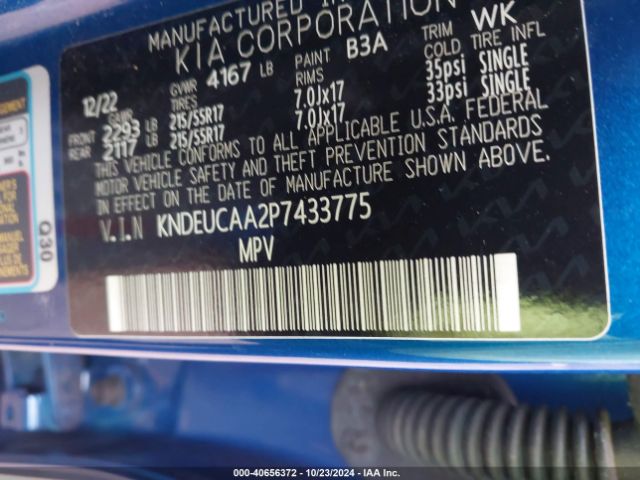 MANUFACTURED
KIA CORPORATION
12/22 GVWR 4167 LB PAINT B3A TRIM WK
GAWR TIRES RIMS COLD TIRE INFL
FRONT 2293 LB 215/55R17 7.0Jx17 35psi SINGLE
REAR 2117 LB 215/55R17 7.0Jx17 33psi SINGLE
THIS VEHICLE CONFORMS TO ALL APPLICABLE U.S.A. FEDERAL
MOTOR VEHICLE SAFETY AND THEFT PREVENTION STANDARDS
IN EFFECT ON THE DATE OF MANUFACTURE SHOWN ABOVE.
V.I.N KNDEUCAA2P7433775
MPV
Q30
000-40656372 | 10/23/2024 | IAA Inc.